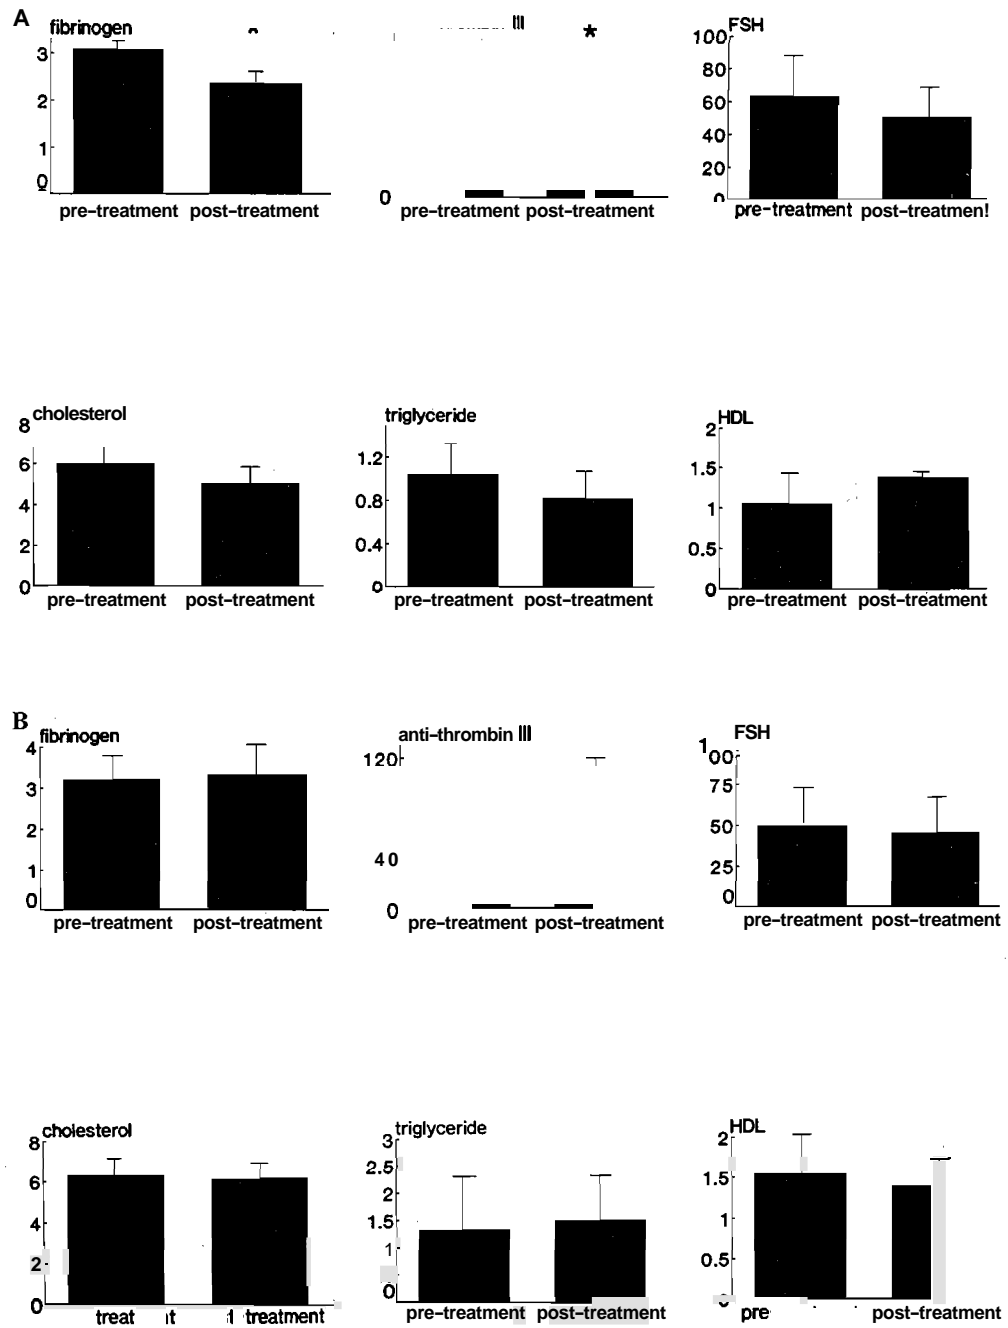 A
fibrinogen
3
2
1
0
pre-treatment post-treatment
III
*
0
pre-treatment post-treatment
FSH
100
80
60
40
20
pre-treatment post-treatmen!
cholesterol
8
6
4
2
0
pre-treatment post-treatment
triglyceride
1.2
0.8
0.4
0
pre-treatment post-treatment
HDL
2
1.5
1
0.5
0
pre-treatment post-treatment
B
fibrinogen
4
3
2
1
0
pre-treatment post-treatment
anti-thrombin III
120
40
0
pre-treatment post-treatment
FSH
100
75
50
25
0
pre-treatment post-treatment
cholesterol
8
6
4
2
0
treat treatment
triglyceride
3
2.5
2
1.5
1
0
pre-treatment post-treatment
HDL
2
1.5
1
0.5
0
pre post-treatment